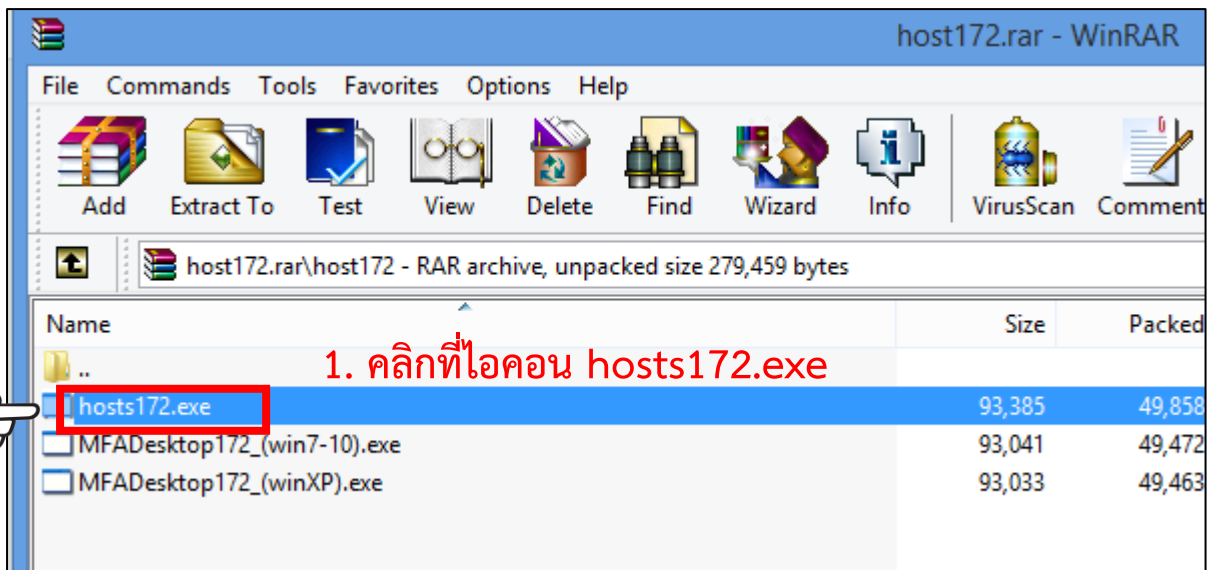 host172.rar - WinRAR
File Commands Tools Favorites Options Help
Add Extract To Test View Delete Find Wizard Info VirusScan Comment
host172.rar\host172 - RAR archive, unpacked size 279,459 bytes
Name Size Packed
..
1. คลิกที่ไอคอน hosts172.exe
hosts172.exe 93,385 49,858
MFADesktop172_(win7-10).exe 93,041 49,472
MFADesktop172_(winXP).exe 93,033 49,463